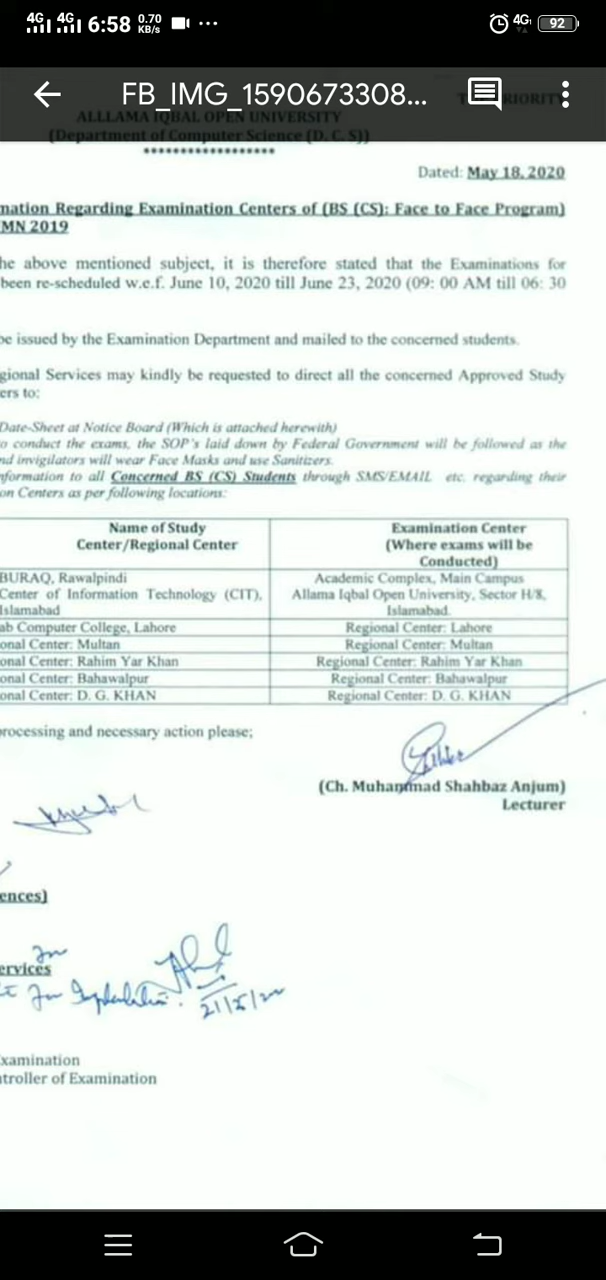 4G 4G 6:58 0.70 KB/s ... 4G 92
FB_IMG_1590673308...
RIORITY
ALLLAMA IQBAL OPEN UNIVERSITY
(Department of Computer Science (D. C. S))
******************
Dated: May 18, 2020
mation Regarding Examination Centers of (BS (CS): Face to Face Program)
MN 2019
he above mentioned subject, it is therefore stated that the Examinations for
been re-scheduled w.e.f. June 10, 2020 till June 23, 2020 (09: 00 AM till 06: 30
be issued by the Examination Department and mailed to the concerned students.
gional Services may kindly be requested to direct all the concerned Approved Study
ers to:
Date-Sheet at Notice Board (Which is attached herewith)
o conduct the exams, the SOP's laid down by Federal Government will be followed as the
nd invigilators will wear Face Masks and use Sanitizers.
nformation to all Concerned BS (CS) Students through SMS/EMAIL etc. regarding their
on Centers as per following locations:
Name of Study Examination Center
Center/Regional Center (Where exams will be
Conducted)
BURAQ, Rawalpindi Academic Complex, Main Campus
Center of Information Technology (CIT), Allama Iqbal Open University, Sector H/8,
Islamabad Islamabad.
ab Computer College, Lahore Regional Center: Lahore
onal Center: Multan Regional Center: Multan
onal Center: Rahim Yar Khan Regional Center: Rahim Yar Khan
onal Center: Bahawalpur Regional Center: Bahawalpur
onal Center: D. G. KHAN Regional Center: D. G. KHAN
rocessing and necessary action please;
(Ch. Muhammad Shahbaz Anjum)
Lecturer
ences)
ervices
21/5/20
xamination
ntroller of Examination